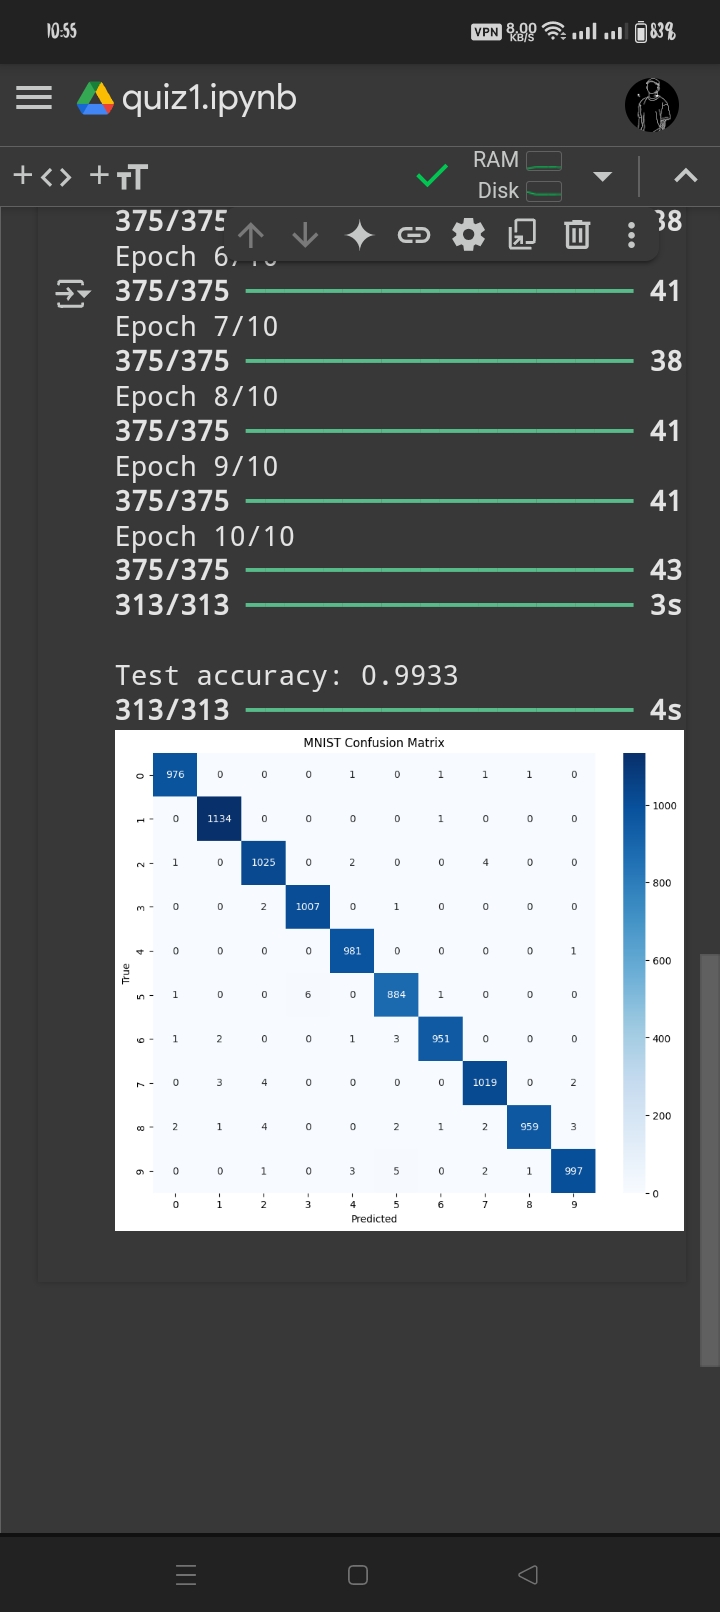 10:55 VPN 8.00 KB/S 83%
quiz1.ipynb
+ <> + TT RAM
Disk
375/375 38
Epoch 6/10
375/375 41
Epoch 7/10
375/375 38
Epoch 8/10
375/375 41
Epoch 9/10
375/375 41
Epoch 10/10
375/375 43
313/313 3s
Test accuracy: 0.9933
313/313 4s
MNIST Confusion Matrix
0 976 0 0 0 1 0 1 1 1 0
1 0 1134 0 0 0 0 1 0 0 0 1000
2 1 0 1025 0 2 0 0 4 0 0 800
3 0 0 2 1007 0 1 0 0 0 0
4 0 0 0 0 981 0 0 0 0 1 600
True
5 1 0 0 6 0 884 1 0 0 0
6 1 2 0 0 1 3 951 0 0 0 400
7 0 3 4 0 0 0 0 1019 0 2
8 2 1 4 0 0 2 1 2 959 3 200
9 0 0 1 0 3 5 0 2 1 997 0
0 1 2 3 4 5 6 7 8 9
Predicted